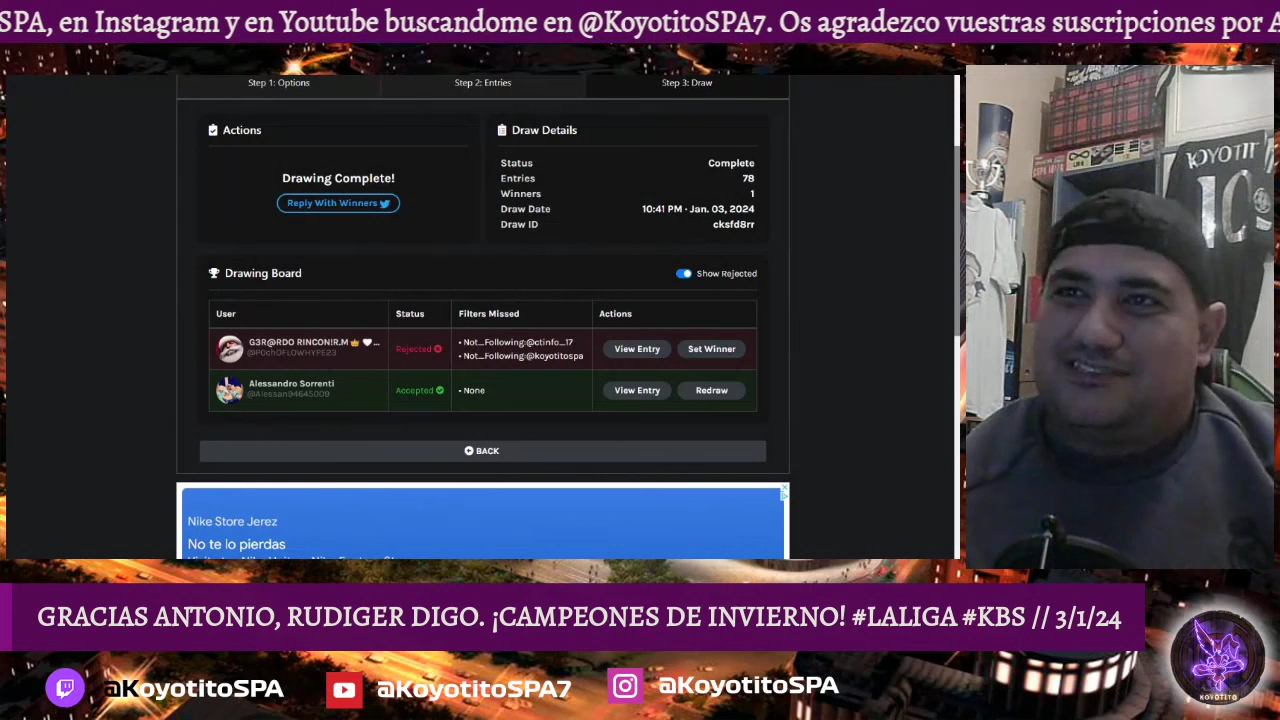 SPA, en Instagram y en Youtube buscandome en @KoyotitoSPA7. Os agradezco vuestras suscripciones por
Step 1: Options
Step 2: Entries
Step 3: Draw
Actions
Drawing Complete!
Reply With Winners
Draw Details
Status Complete
Entries 78
Winners 1
Draw Date 10:41 PM · Jan. 03, 2024
Draw ID cksfd8rr
Drawing Board
Show Rejected
User Status Filters Missed Actions
G3R@RDO RINCON!R.M 👑 🤍 ...
@P0chOFLOWHYPE23
Rejected
• Not_Following:@ctinfo_17
• Not_Following:@koyotitospa
View Entry Set Winner
Alessandro Sorrenti
@Alessan94645009
Accepted
• None
View Entry Redraw
BACK
Nike Store Jerez
No te lo pierdas
KOYOTIT
10
GRACIAS ANTONIO, RUDIGER DIGO. ¡CAMPEONES DE INVIERNO! #LALIGA #KBS // 3/1/24
@KoyotitoSPA
@KoyotitoSPA7
@KoyotitoSPA
KOYOTITO